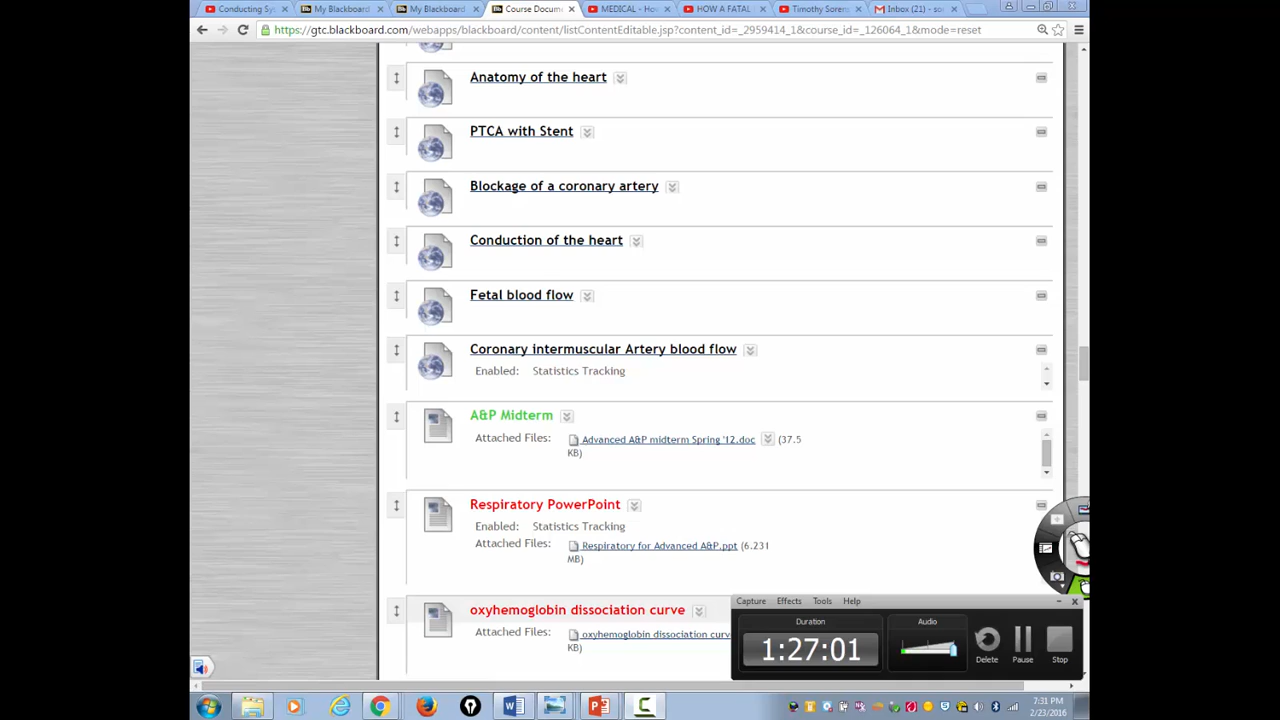 Conducting Sy
My Blackboard
My Blackboard
Course Docum
MEDICAL - Ho
HOW A FATAL
Timothy Sorens
Inbox (21) - so
https://gtc.blackboard.com/webapps/blackboard/content/listContentEditable.jsp?content_id=_2959414_1&course_id=_126064_1&mode=reset
Anatomy of the heart
PTCA with Stent
Blockage of a coronary artery
Conduction of the heart
Fetal blood flow
Coronary intermuscular Artery blood flow
Enabled: Statistics Tracking
A&P Midterm
Attached Files: Advanced A&P midterm Spring '12.doc (37.5
KB)
Respiratory PowerPoint
Enabled: Statistics Tracking
Attached Files: Respiratory for Advanced A&P.ppt (6.231
MB)
oxyhemoglobin dissociation curve
Attached Files: oxyhemoglobin dissociation curv
KB)
Capture Effects Tools Help
Duration
Audio
1:27:01
Delete Pause Stop
7:31 PM
2/23/2016